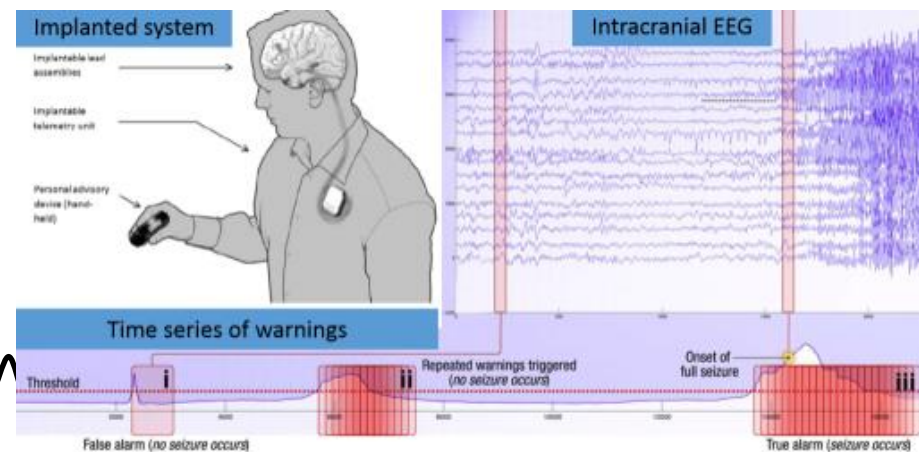 Implanted system
Intracranial EEG
Implantable lead
assemblies
Implantable
telemetry unit
Personal advisory
device (hand-
held)
Time series of warnings
Threshold
i
ii
Repeated warnings triggered
(no seizure occurs)
Onset of
full seizure
iii
False alarm (no seizure occurs)
True alarm (seizure occurs)